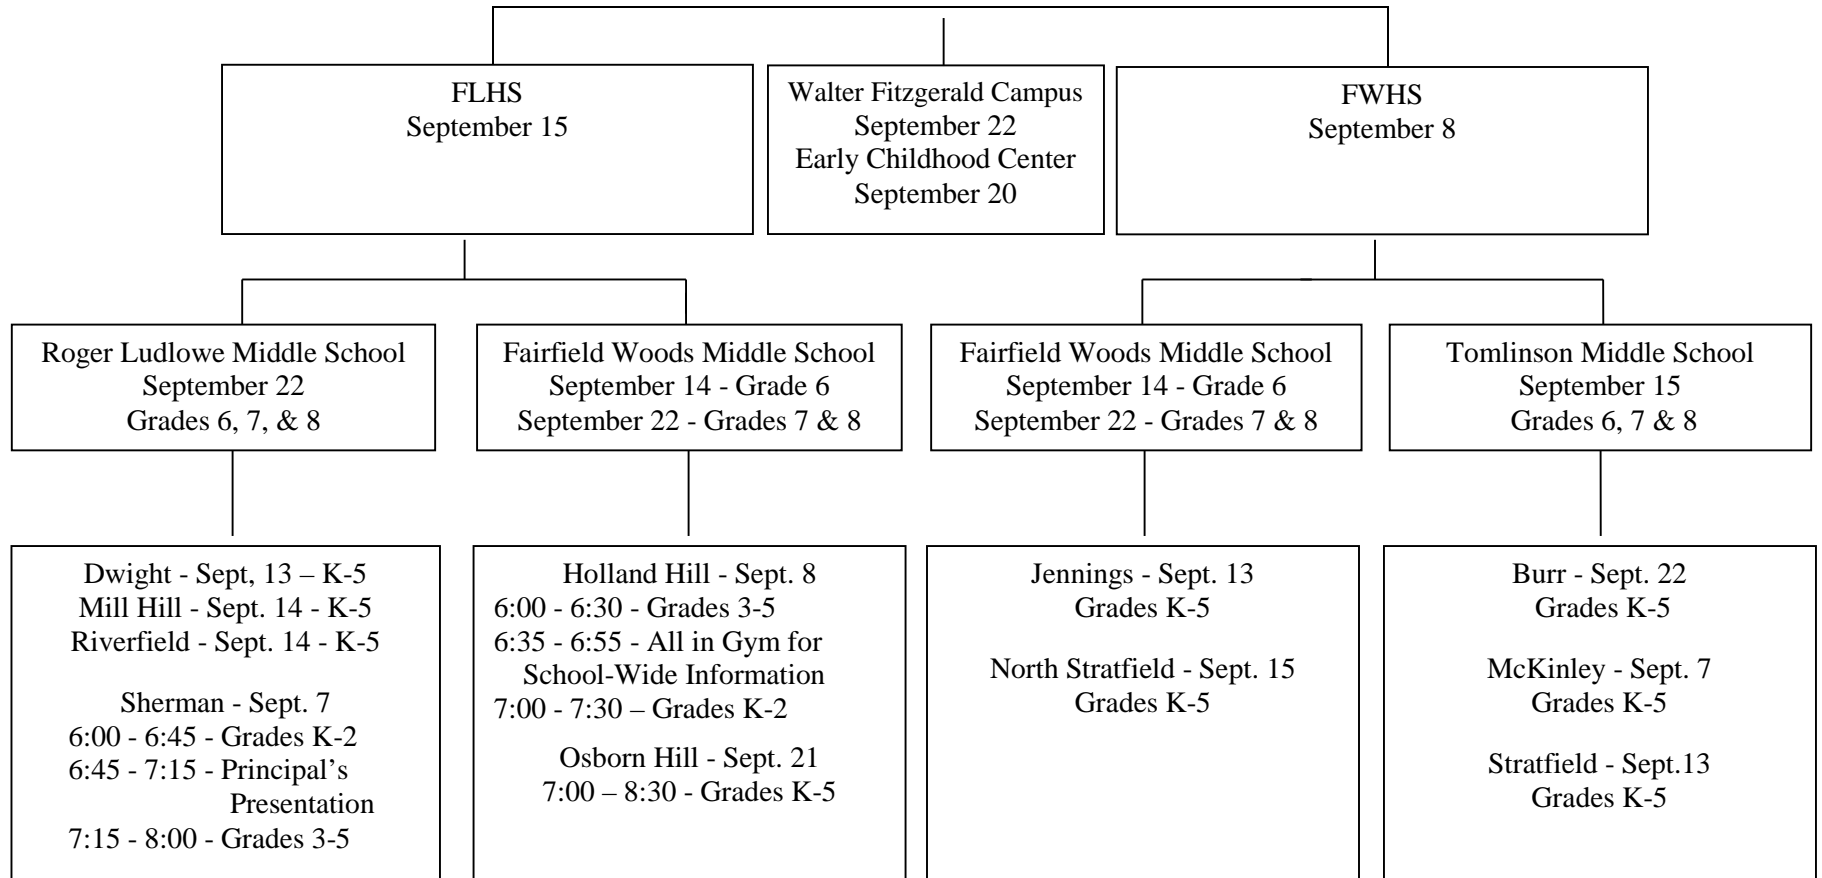 FLHS
September 15
Walter Fitzgerald Campus
September 22
Early Childhood Center
September 20
FWHS
September 8
Roger Ludlowe Middle School
September 22
Grades 6, 7, & 8
Fairfield Woods Middle School
September 14 - Grade 6
September 22 - Grades 7 & 8
Fairfield Woods Middle School
September 14 - Grade 6
September 22 - Grades 7 & 8
Tomlinson Middle School
September 15
Grades 6, 7 & 8
Dwight - Sept, 13 – K-5
Mill Hill - Sept. 14 - K-5
Riverfield - Sept. 14 - K-5
Sherman - Sept. 7
6:00 - 6:45 - Grades K-2
6:45 - 7:15 - Principal’s
Presentation
7:15 - 8:00 - Grades 3-5
Holland Hill - Sept. 8
6:00 - 6:30 - Grades 3-5
6:35 - 6:55 - All in Gym for
School-Wide Information
7:00 - 7:30 – Grades K-2
Osborn Hill - Sept. 21
7:00 – 8:30 - Grades K-5
Jennings - Sept. 13
Grades K-5
North Stratfield - Sept. 15
Grades K-5
Burr - Sept. 22
Grades K-5
McKinley - Sept. 7
Grades K-5
Stratfield - Sept.13
Grades K-5